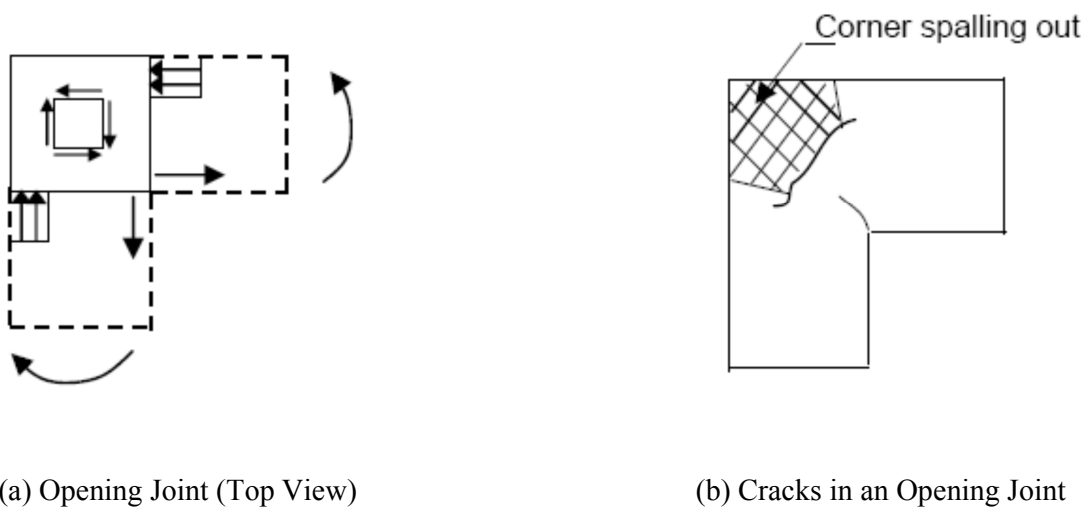 Corner spalling out
(a) Opening Joint (Top View)
(b) Cracks in an Opening Joint